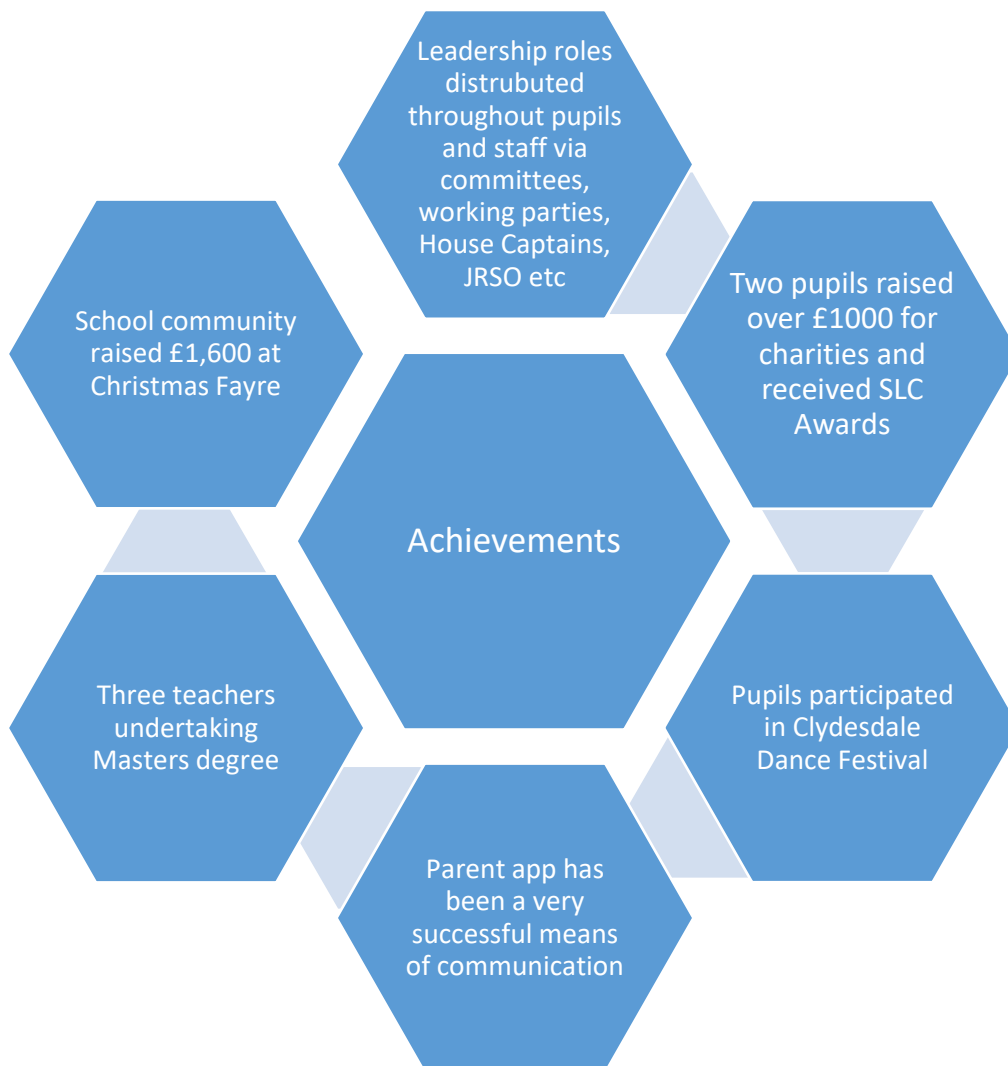 Leadership roles
distrubuted
throughout pupils
and staff via
committees,
working parties,
House Captains,
JRSO etc
Two pupils raised
over £1000 for
charities and
received SLC
Awards
Pupils participated
in Clydesdale
Dance Festival
Parent app has
been a very
successful means
of communication
Three teachers
undertaking
Masters degree
School community
raised £1,600 at
Christmas Fayre
Achievements